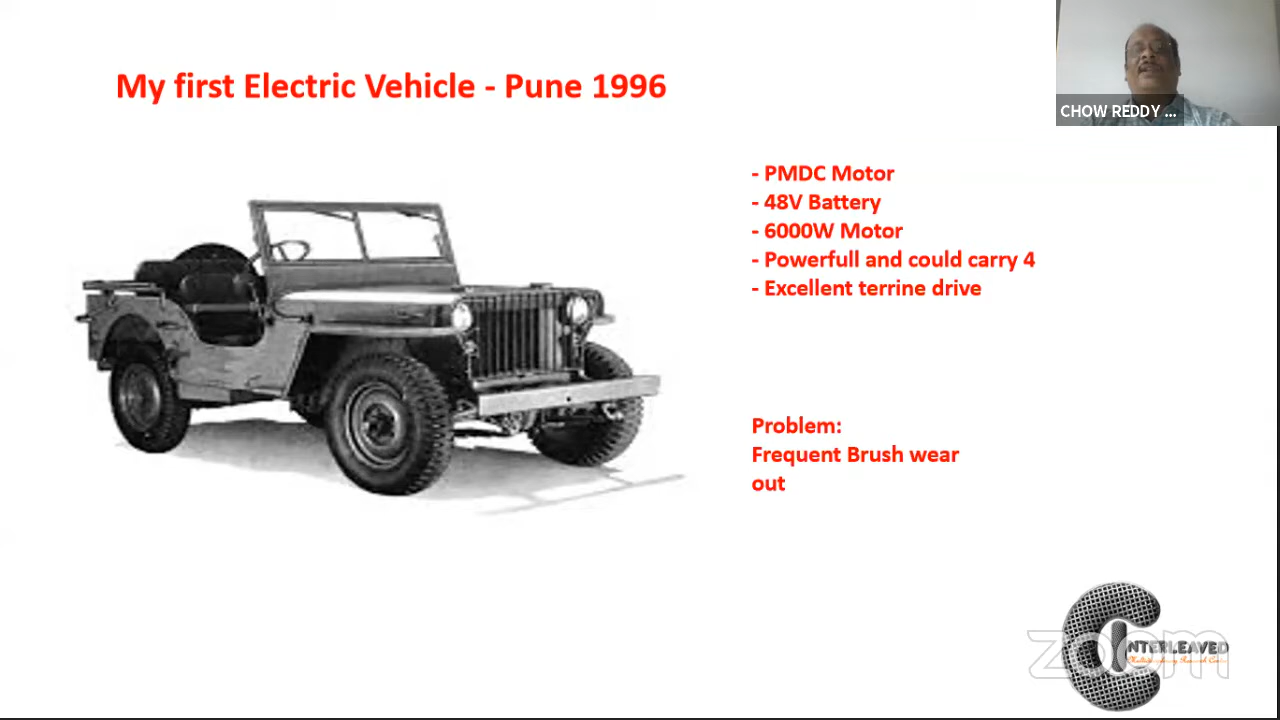 My first Electric Vehicle - Pune 1996
CHOW REDDY ...
- PMDC Motor
- 48V Battery
- 6000W Motor
- Powerfull and could carry 4
- Excellent terrine drive
Problem:
Frequent Brush wear
out
zoom
INTERLEAVED